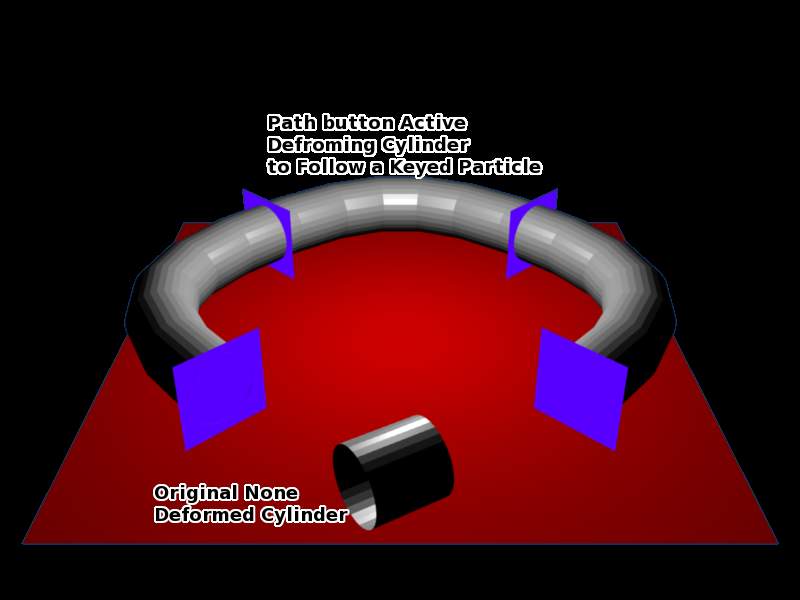 Path button Active
Defroming Cylinder
to Follow a Keyed Particle
Original None
Deformed Cylinder